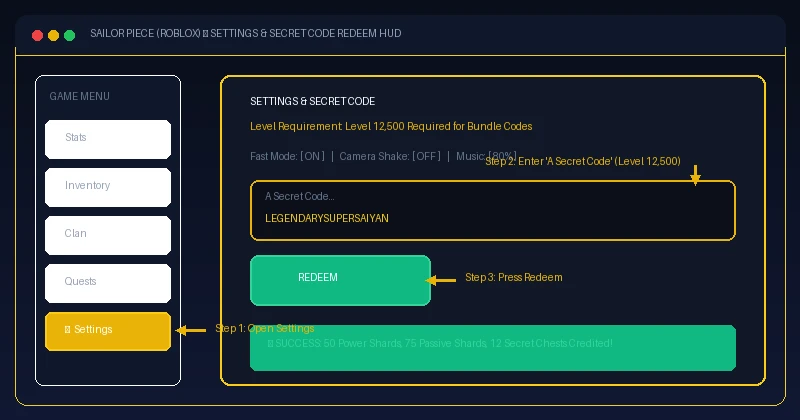 SAILOR PIECE (ROBLOX) ▯ SETTINGS & SECRET CODE REDEEM HUD
GAME MENU
Stats
Inventory
Clan
Quests
▯ Settings
Step 1: Open Settings
SETTINGS & SECRET CODE
Level Requirement: Level 12,500 Required for Bundle Codes
Fast Mode: [ON] | Camera Shake: [OFF] | Music: [80%]
Step 2: Enter 'A Secret Code' (Level 12,500)
A Secret Code...
LEGENDARYSUPERSAIYAN
REDEEM
Step 3: Press Redeem
▯ SUCCESS: 50 Power Shards, 75 Passive Shards, 12 Secret Chests Credited!